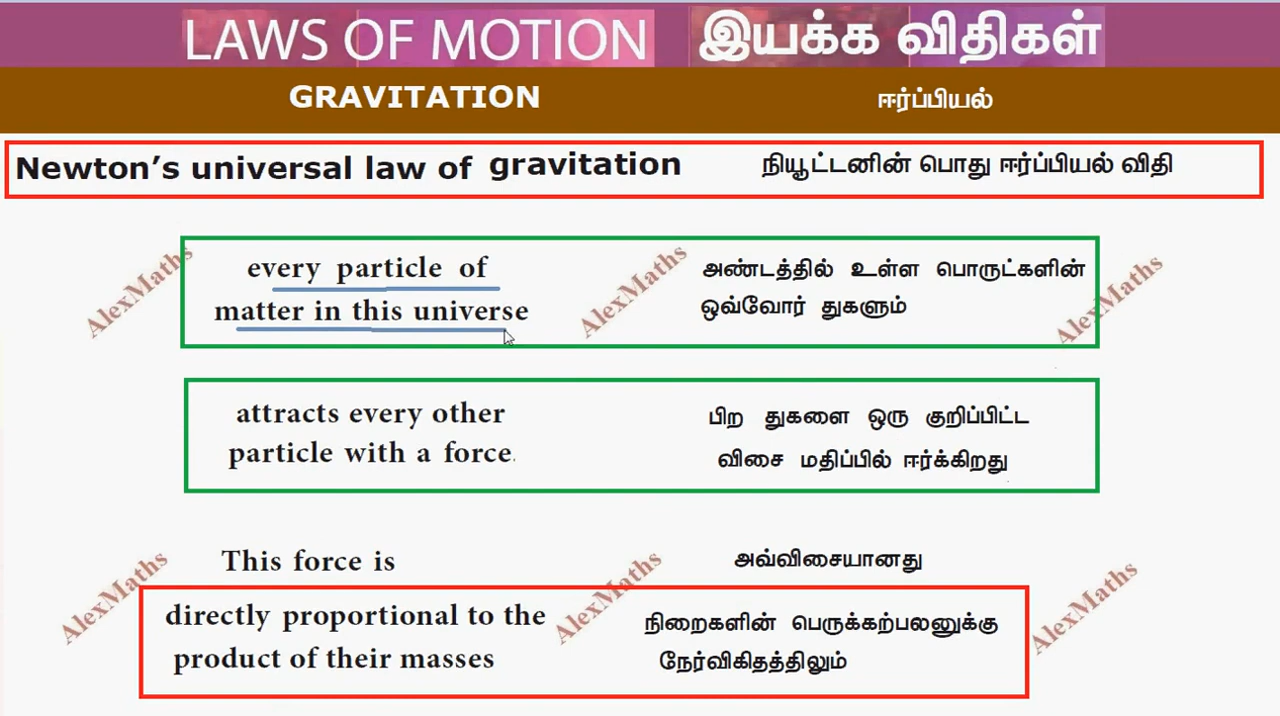 LAWS OF MOTION இயக்க விதிகள்
GRAVITATION ஈர்ப்பியல்
Newton's universal law of gravitation நியூட்டனின் பொது ஈர்ப்பியல் விதி
every particle of அண்டத்தில் உள்ள பொருட்களின்
matter in this universe ஒவ்வோர் துகளும்
AlexMaths AlexMaths AlexMaths
attracts every other பிற துகளை ஒரு குறிப்பிட்ட
particle with a force. விசை மதிப்பில் ஈர்க்கிறது
This force is அவ்விசையானது
directly proportional to the நிறைகளின் பெருக்கற்பலனுக்கு
product of their masses நேர்விகிதத்திலும்
AlexMaths AlexMaths AlexMaths